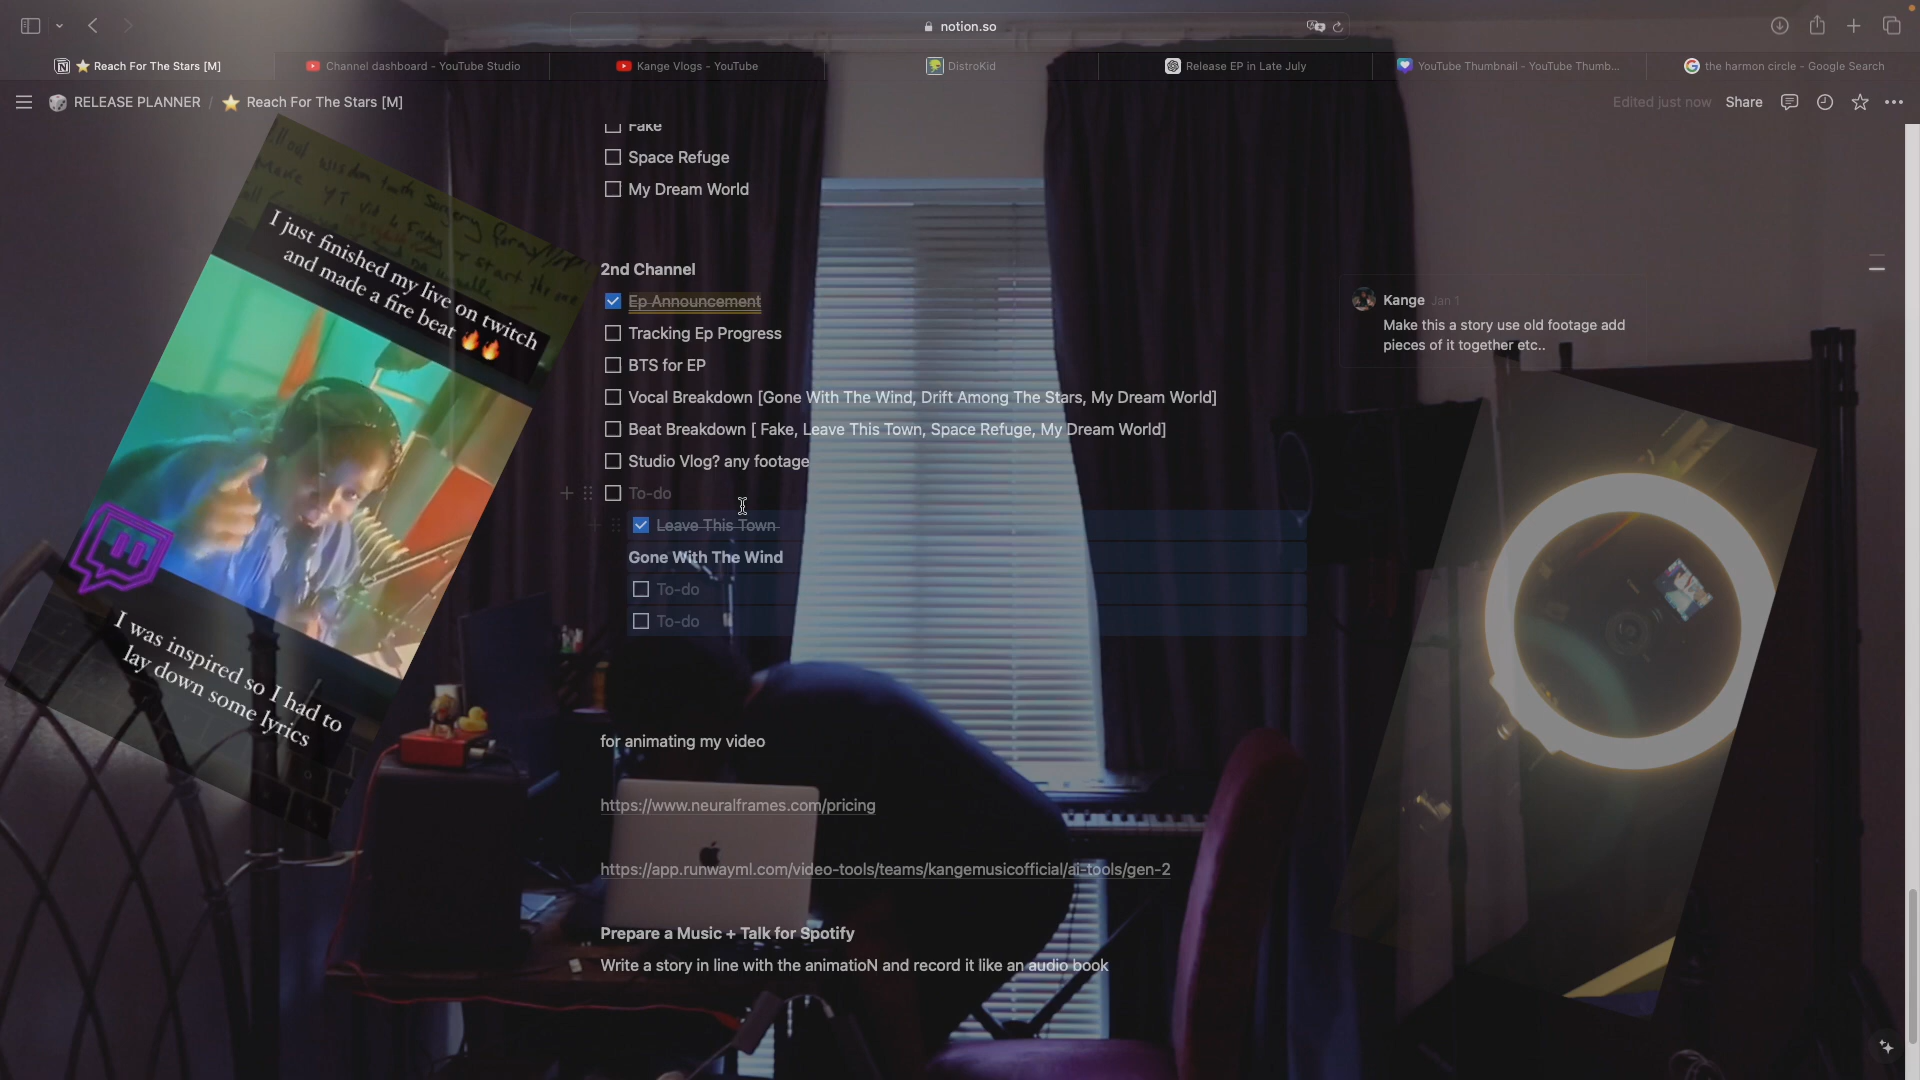 notion.so
⭐ Reach For The Stars [M]
Channel dashboard - YouTube Studio
Kange Vlogs - YouTube
DistroKid
Release EP in Late July
YouTube Thumbnail - YouTube Thumb...
the harmon circle - Google Search
RELEASE PLANNER / ⭐ Reach For The Stars [M]
Edited just now
Share
Fake
Space Refuge
My Dream World
2nd Channel
Ep Announcement
Tracking Ep Progress
BTS for EP
Vocal Breakdown [Gone With The Wind, Drift Among The Stars, My Dream World]
Beat Breakdown [ Fake, Leave This Town, Space Refuge, My Dream World]
Studio Vlog? any footage
To-do
Leave This Town
Gone With The Wind
To-do
To-do
for animating my video
https://www.neuralframes.com/pricing
https://app.runwayml.com/video-tools/teams/kangemusicofficial/ai-tools/gen-2
Prepare a Music + Talk for Spotify
Write a story in line with the animatioN and record it like an audio book
Kange Jan 1
Make this a story use old footage add
pieces of it together etc..
I just finished my live on twitch
and made a fire beat 🔥🔥
I was inspired so I had to
lay down some lyrics